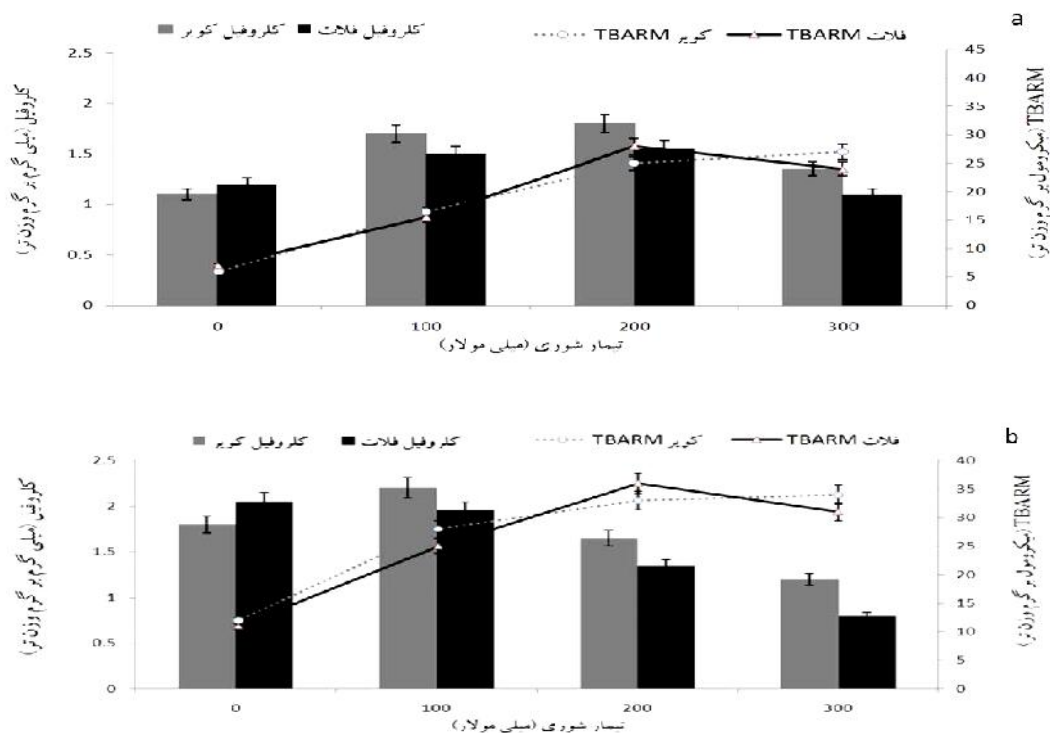 a
کلروفیل کویر
کلروفیل فلات
TBARM کویر
TBARM فلات
کلروفیل (میلی گرم بر گرم وزن تر)
2.5
2
1.5
1
0.5
0
45
40
35
30
25
20
15
10
5
0
TBARM (میکرومول بر گرم وزن تر)
0
100
200
300
تیمار شوری (میلی مولار)
b
کلروفیل کویر
کلروفیل فلات
TBARM کویر
TBARM فلات
کلروفیل (میلی گرم بر گرم وزن تر)
2.5
2
1.5
1
0.5
0
40
35
30
25
20
15
10
5
0
TBARM (میکرومول بر گرم وزن تر)
0
100
200
300
تیمار شوری (میلی مولار)